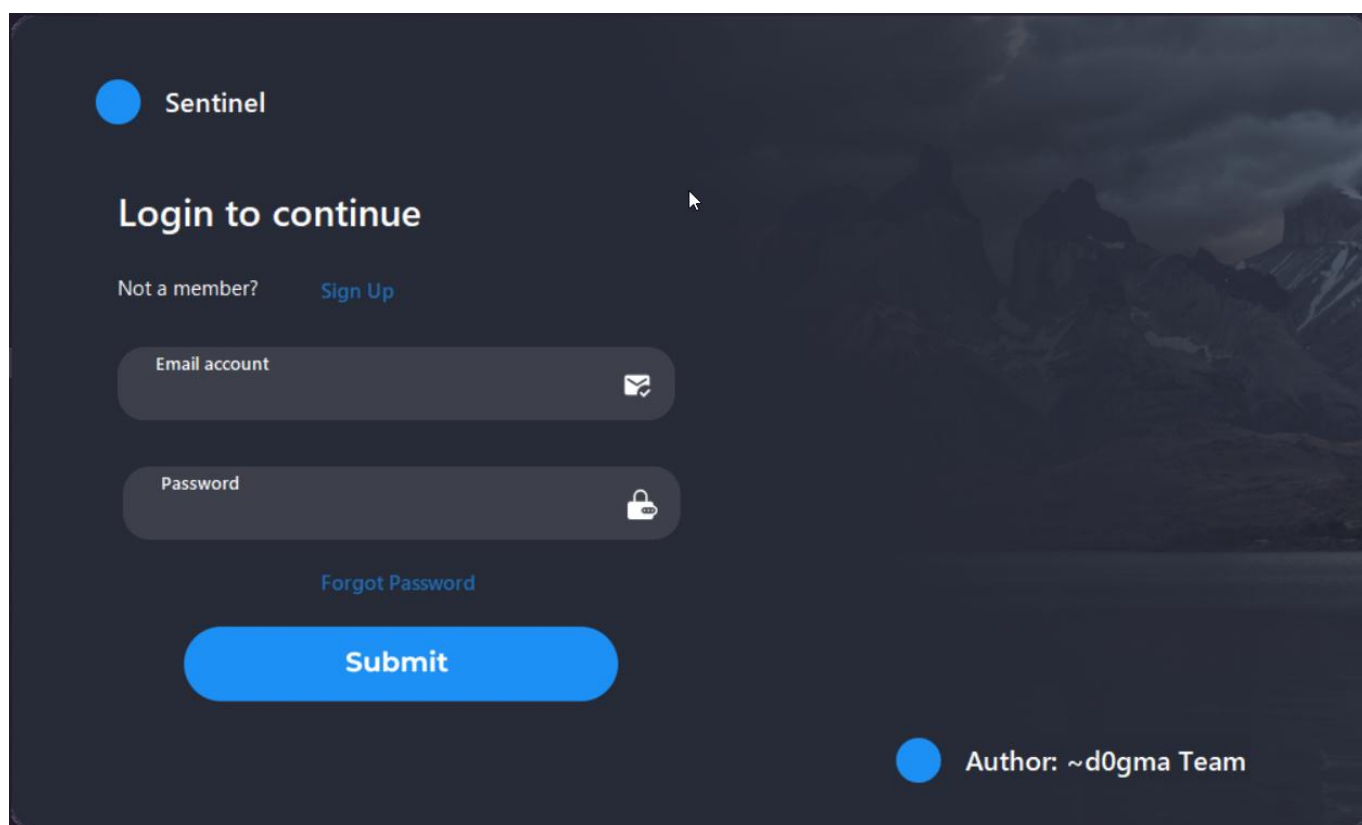 Sentinel
Login to continue
Not a member? Sign Up
Email account
Password
Forgot Password
Submit
Author: ~d0gma Team